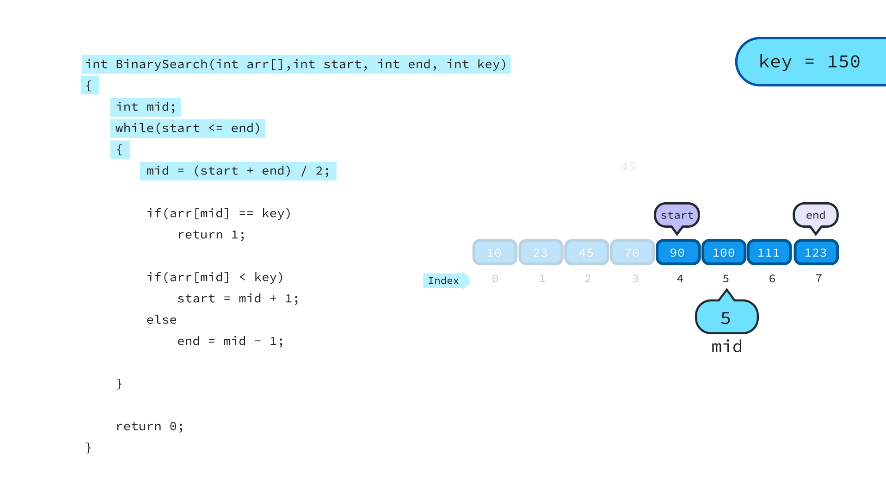 int BinarySearch(int arr[],int start, int end, int key)
{
int mid;
while(start <= end)
{
mid = (start + end) / 2;
if(arr[mid] == key)
return 1;
if(arr[mid] < key)
start = mid + 1;
else
end = mid - 1;
}
return 0;
}
key = 150
start end
10 23 45 70 90 100 111 123
Index 0 1 2 3 4 5 6 7
5
mid